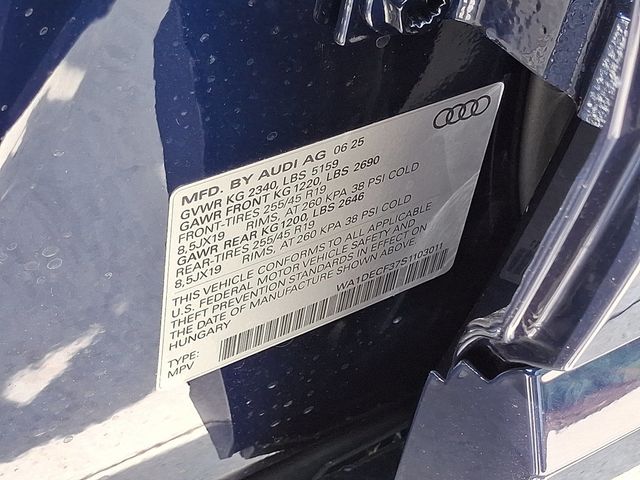 MFD. BY AUDI AG 06 25
GVWR KG 2340, LBS 5159
GAWR FRONT KG 1220, LBS 2690
FRONT-TIRES 255/45 R19
8,5JX19 RIMS, AT 260 KPA 38 PSI COLD
GAWR REAR KG1200, LBS 2646
REAR-TIRES 255/45 R19
8,5JX19 RIMS, AT 260 KPA 38 PSI COLD
THIS VEHICLE CONFORMS TO ALL APPLICABLE
U.S. FEDERAL MOTOR VEHICLE SAFETY AND
THEFT PREVENTION STANDARDS IN EFFECT ON
THE DATE OF MANUFACTURE SHOWN ABOVE.
HUNGARY
WA1DECF37S1103011
TYPE:
MPV